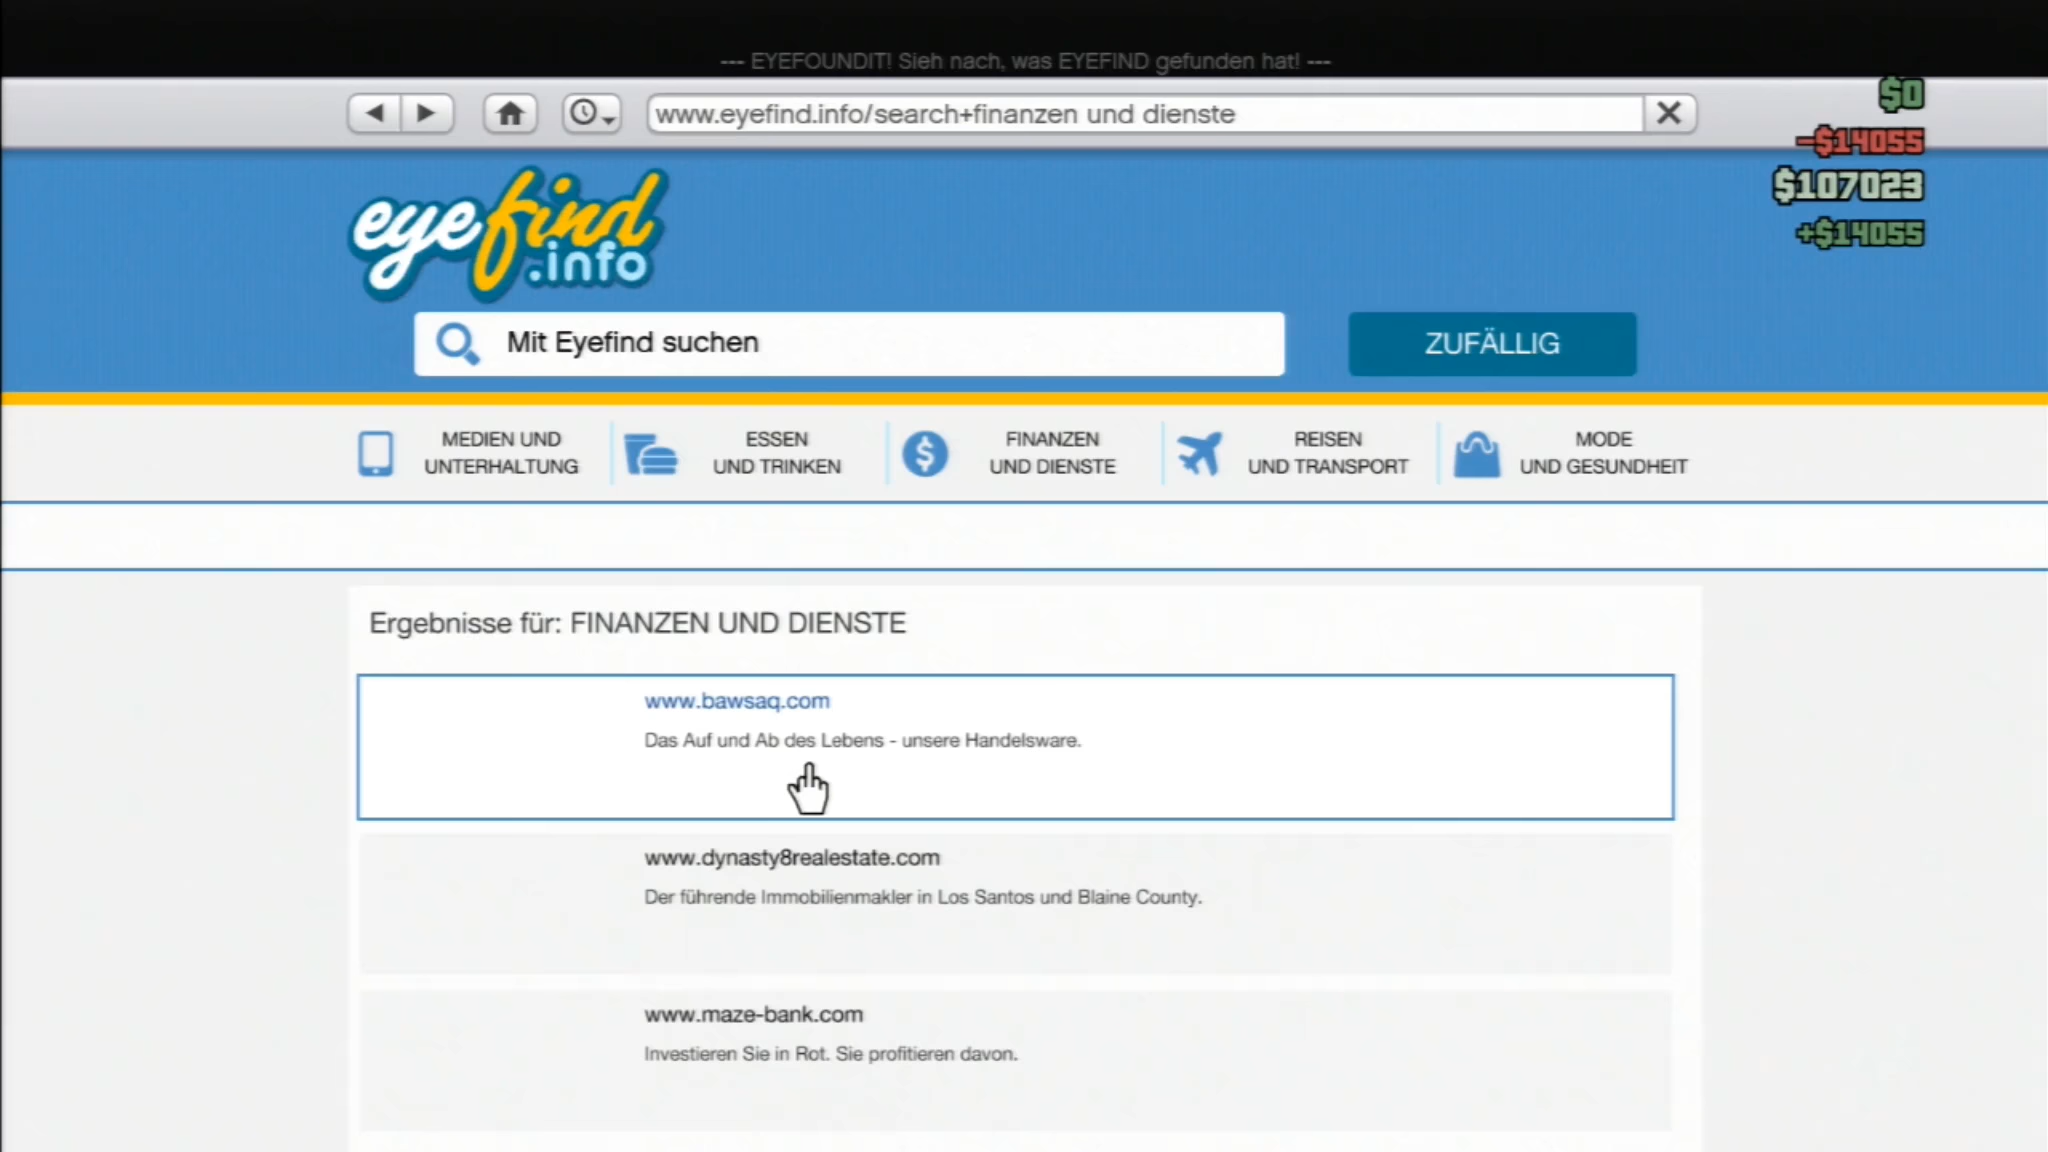 --- EYEFOUNDIT! Sieh nach, was EYEFIND gefunden hat! ---
www.eyefind.info/search+finanzen und dienste
$0
-$14055
$107023
+$14055
eyefind
.info
Mit Eyefind suchen
ZUFÄLLIG
MEDIEN UND
UNTERHALTUNG
ESSEN
UND TRINKEN
FINANZEN
UND DIENSTE
REISEN
UND TRANSPORT
MODE
UND GESUNDHEIT
Ergebnisse für: FINANZEN UND DIENSTE
www.bawsaq.com
Das Auf und Ab des Lebens - unsere Handelsware.
www.dynasty8realestate.com
Der führende Immobilienmakler in Los Santos und Blaine County.
www.maze-bank.com
Investieren Sie in Rot. Sie profitieren davon.